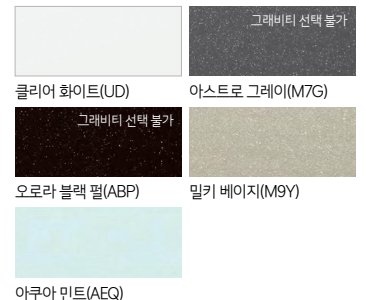 그래비티 선택 불가
클리어 화이트(UD)
아스트로 그레이(M7G)
그래비티 선택 불가
오로라 블랙 펄(ABP)
밀키 베이지(M9Y)
아쿠아 민트(AEQ)